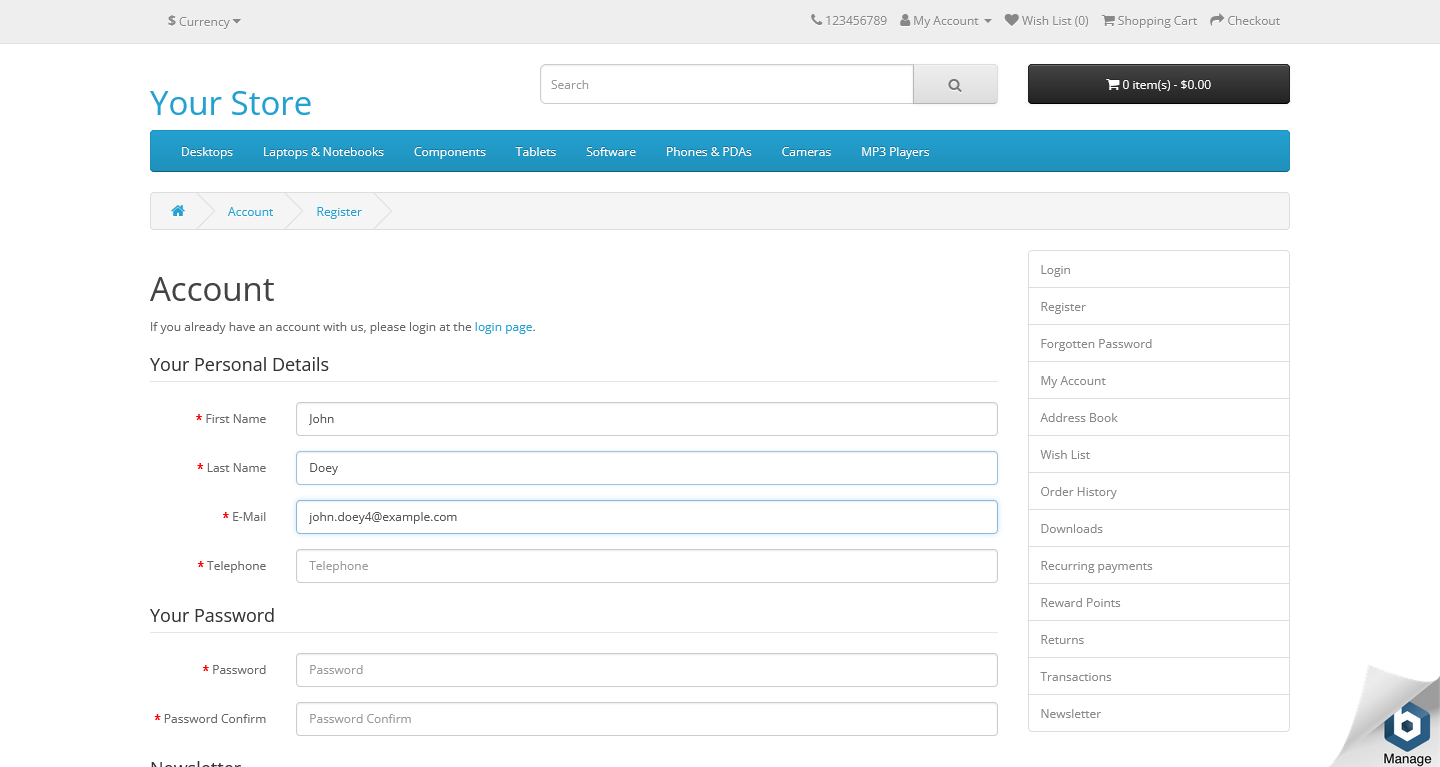 $ Currency
123456789 My Account Wish List (0) Shopping Cart Checkout
Your Store
Search
0 item(s) - $0.00
Desktops Laptops & Notebooks Components Tablets Software Phones & PDAs Cameras MP3 Players
Account Register
Account
If you already have an account with us, please login at the login page.
Your Personal Details
* First Name John
* Last Name Doey
* E-Mail john.doey4@example.com
* Telephone Telephone
Your Password
* Password Password
* Password Confirm Password Confirm
Newsletter
Login
Register
Forgotten Password
My Account
Address Book
Wish List
Order History
Downloads
Recurring payments
Reward Points
Returns
Transactions
Newsletter
Manage